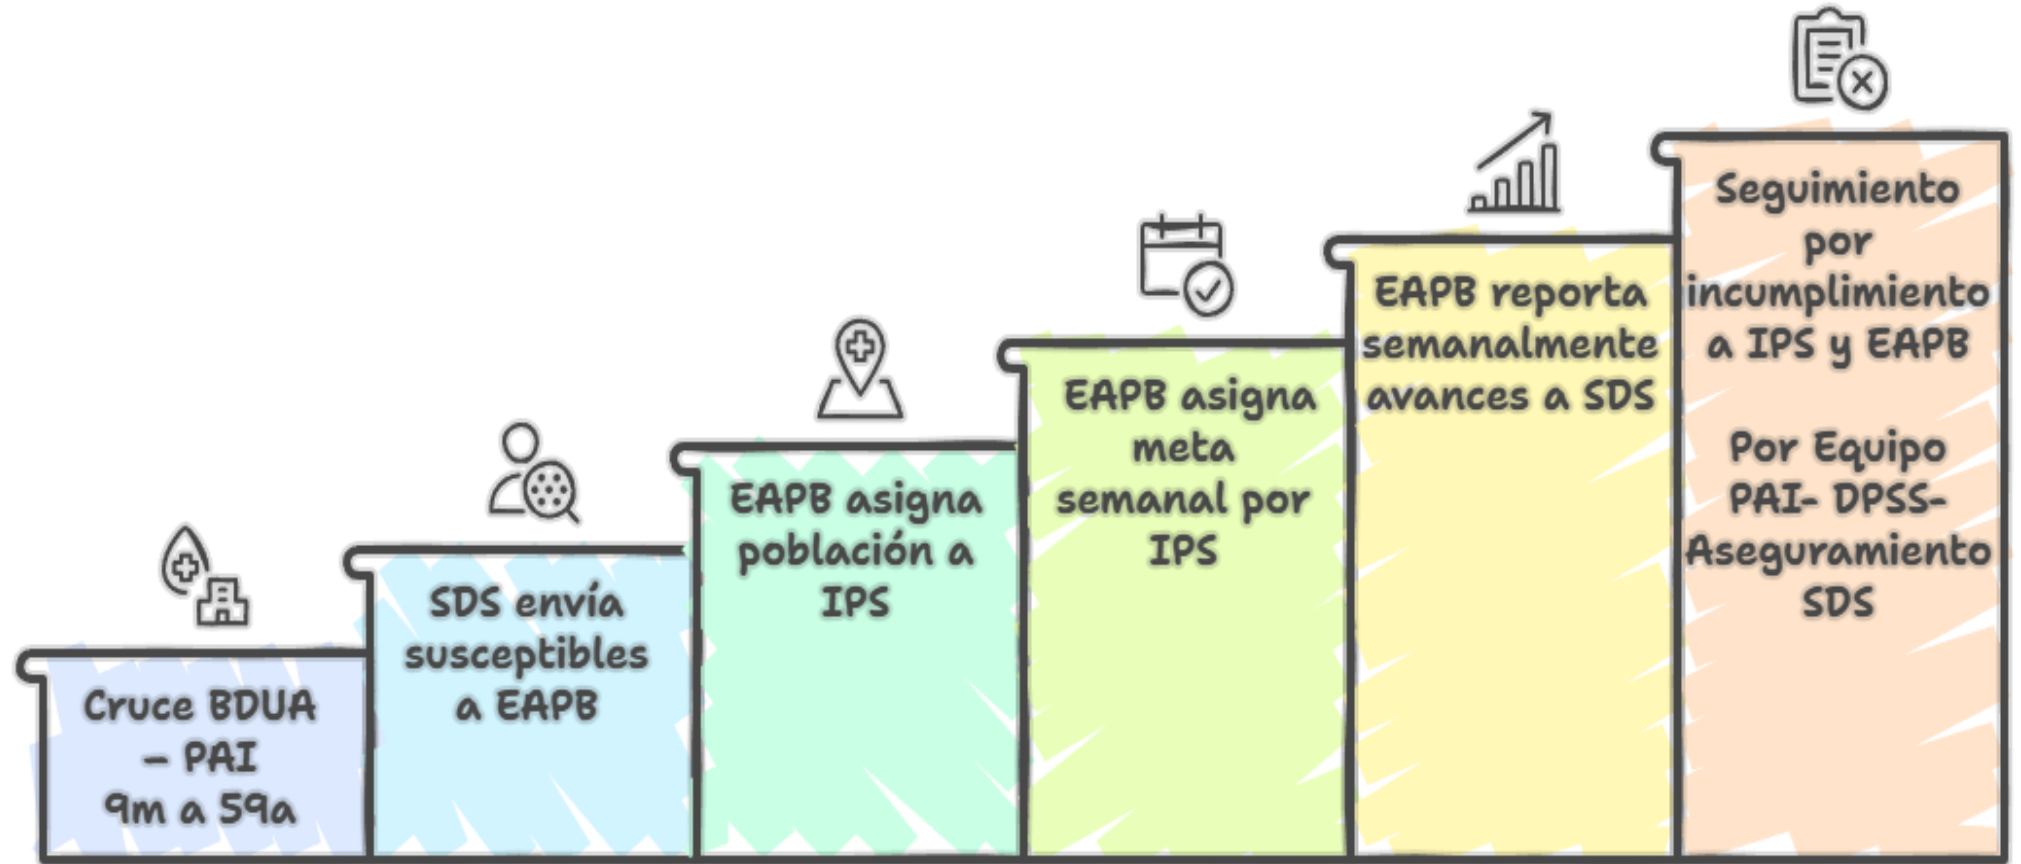 Cruce BDUA
– PAI
9m a 59a
SDS envía
susceptibles
a EAPB
EAPB asigna
población a
IPS
EAPB asigna
meta
semanal por
IPS
EAPB reporta
semanalmente
avances a SDS
Seguimiento
por
incumplimiento
a IPS y EAPB
Por Equipo
PAI- DPSS-
Aseguramiento
SDS